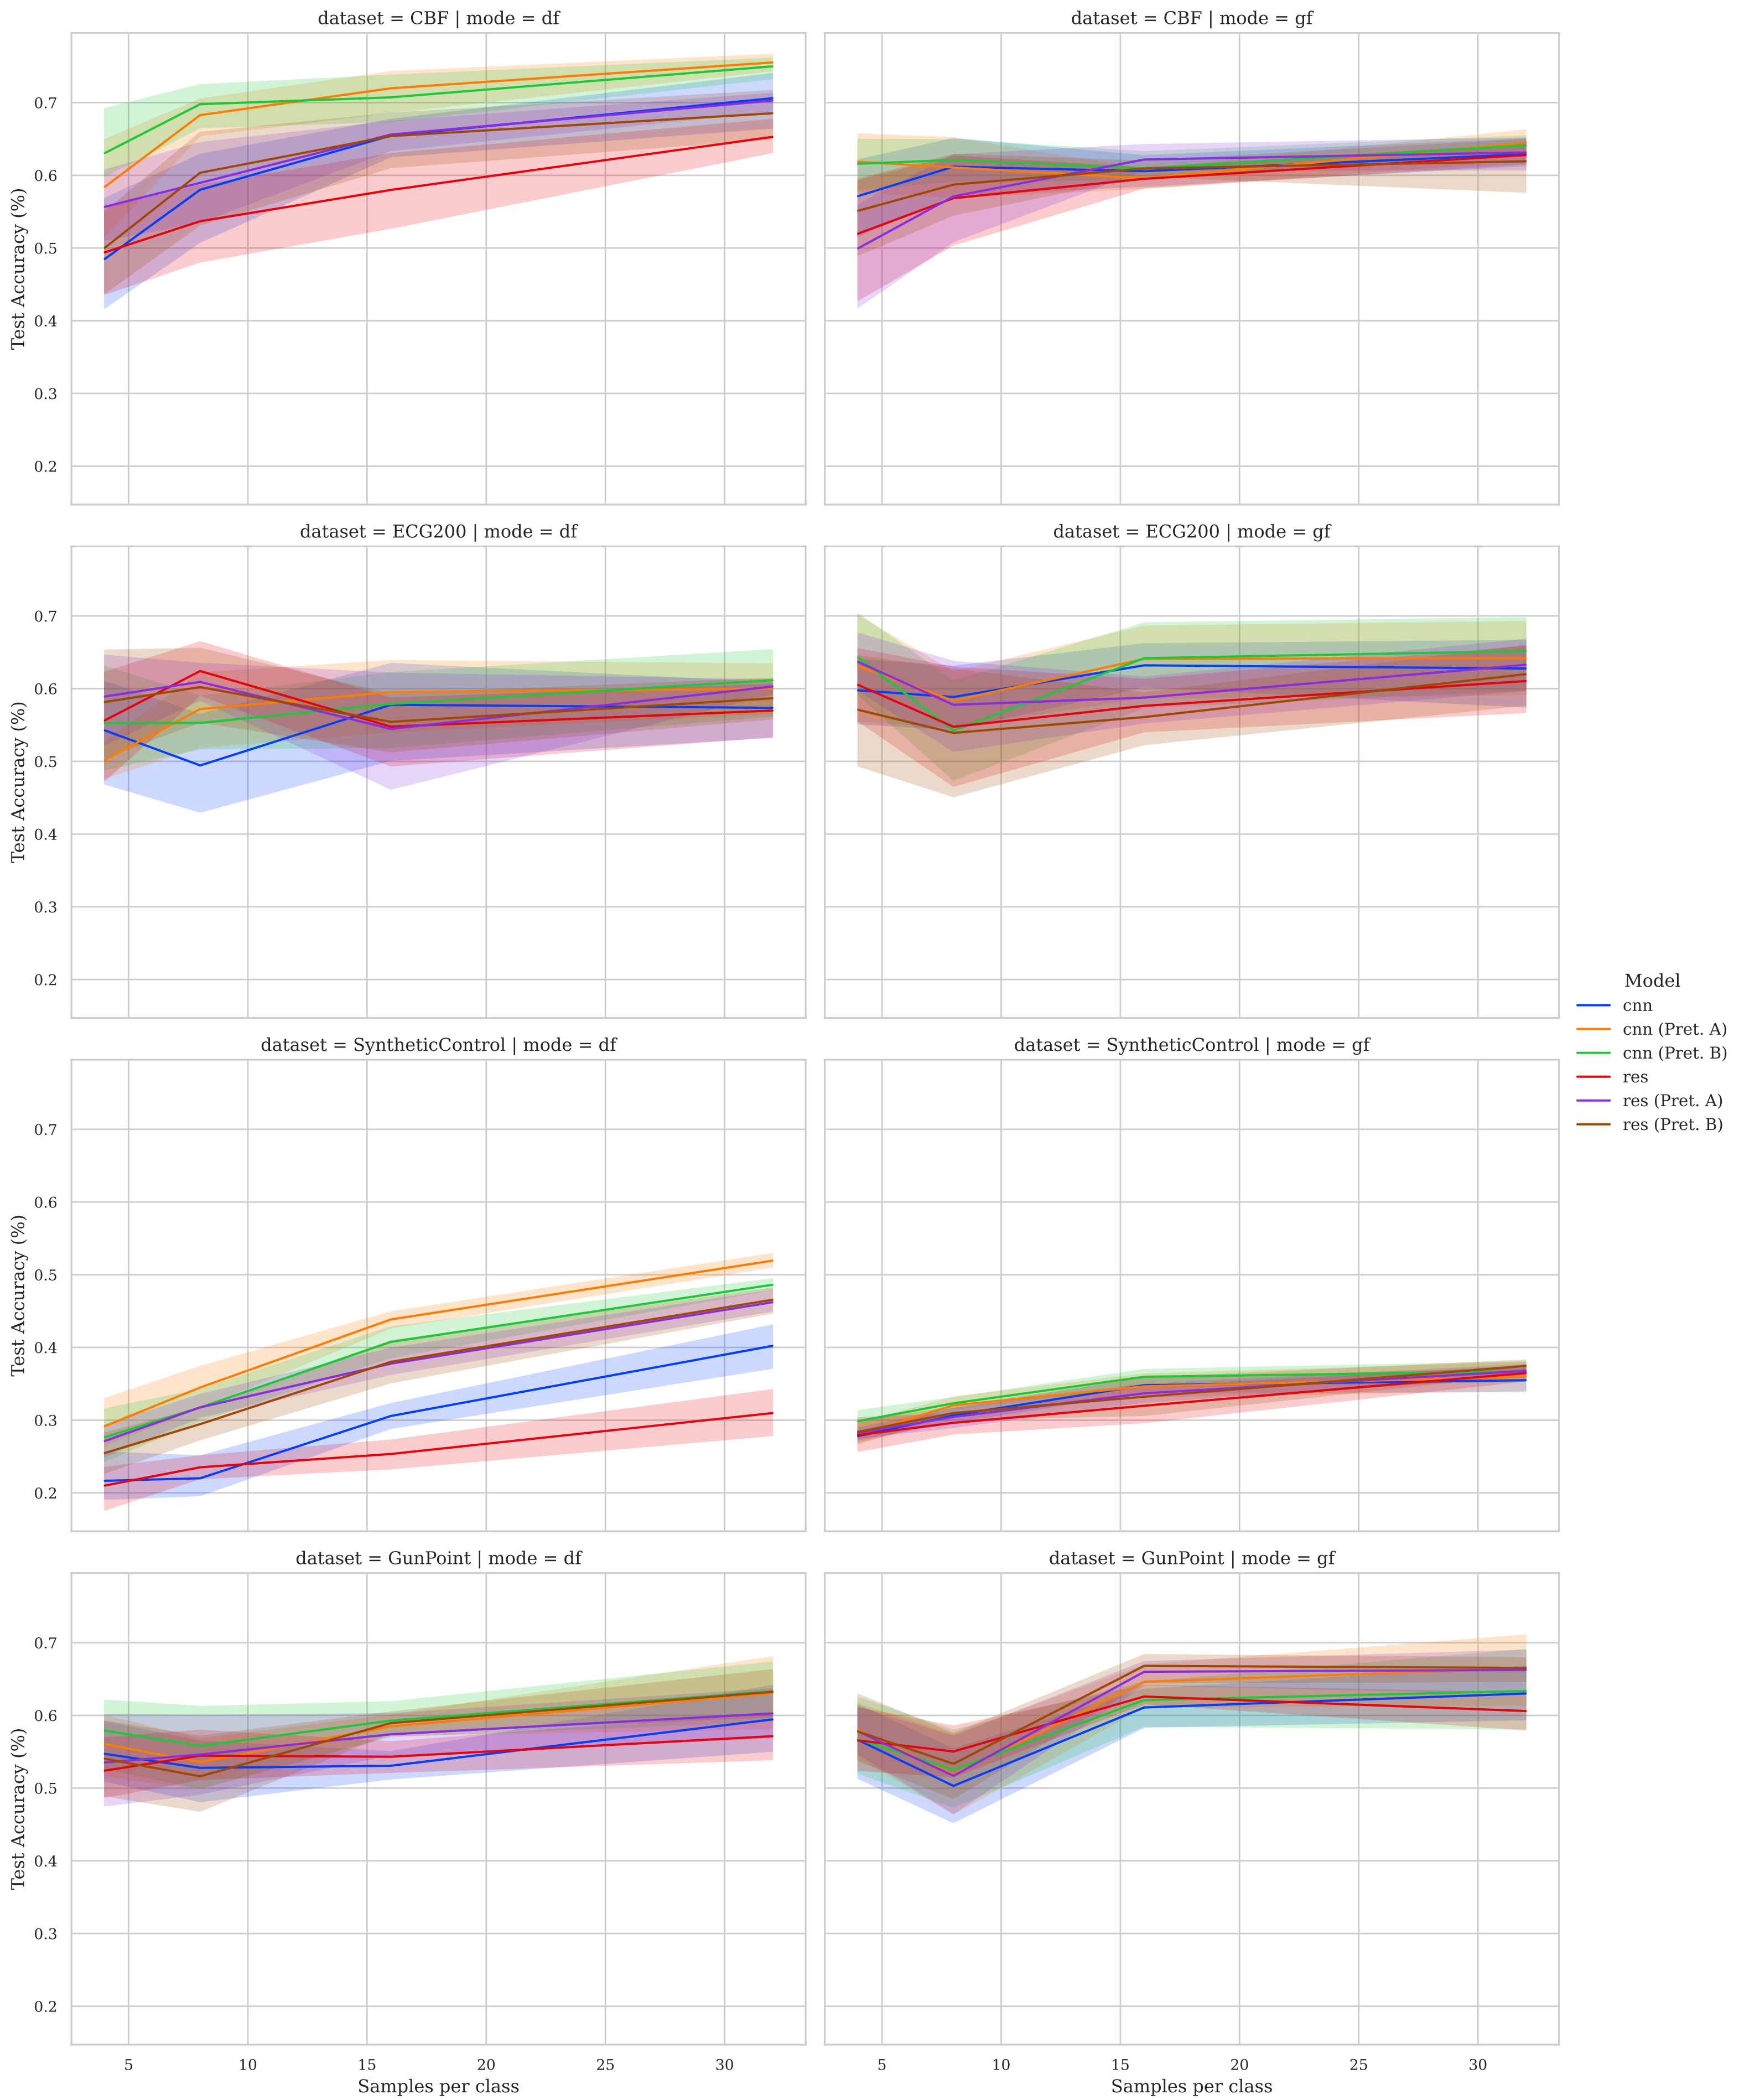 dataset = CBF | mode = df
dataset = CBF | mode = gf
Test Accuracy (%)
0.7
0.6
0.5
0.4
0.3
0.2
dataset = ECG200 | mode = df
dataset = ECG200 | mode = gf
Test Accuracy (%)
0.7
0.6
0.5
0.4
0.3
0.2
Model
cnn
cnn (Pret. A)
cnn (Pret. B)
res
res (Pret. A)
res (Pret. B)
dataset = SyntheticControl | mode = df
dataset = SyntheticControl | mode = gf
Test Accuracy (%)
0.7
0.6
0.5
0.4
0.3
0.2
dataset = GunPoint | mode = df
dataset = GunPoint | mode = gf
Test Accuracy (%)
0.7
0.6
0.5
0.4
0.3
0.2
5 10 15 20 25 30
5 10 15 20 25 30
Samples per class
Samples per class